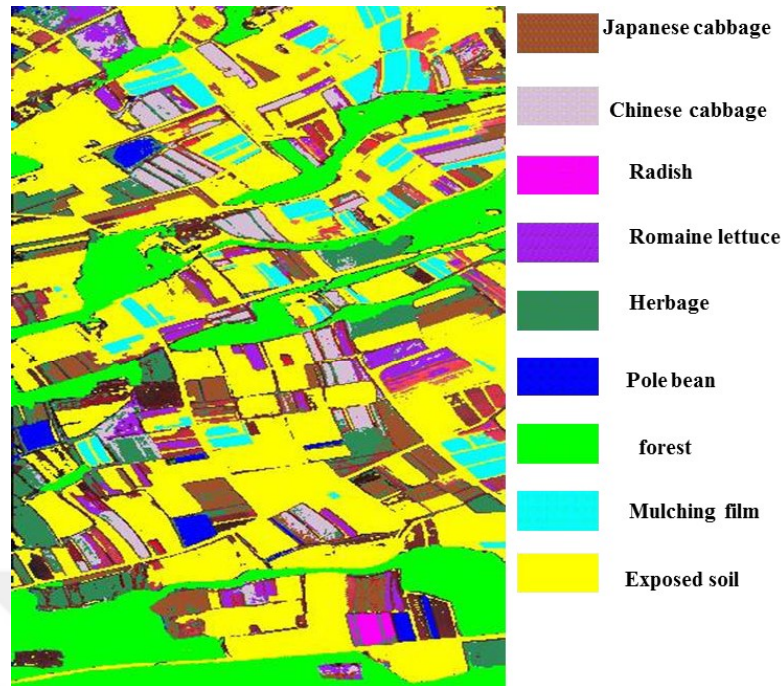 Japanese cabbage
Chinese cabbage
Radish
Romaine lettuce
Herbage
Pole bean
forest
Mulching film
Exposed soil